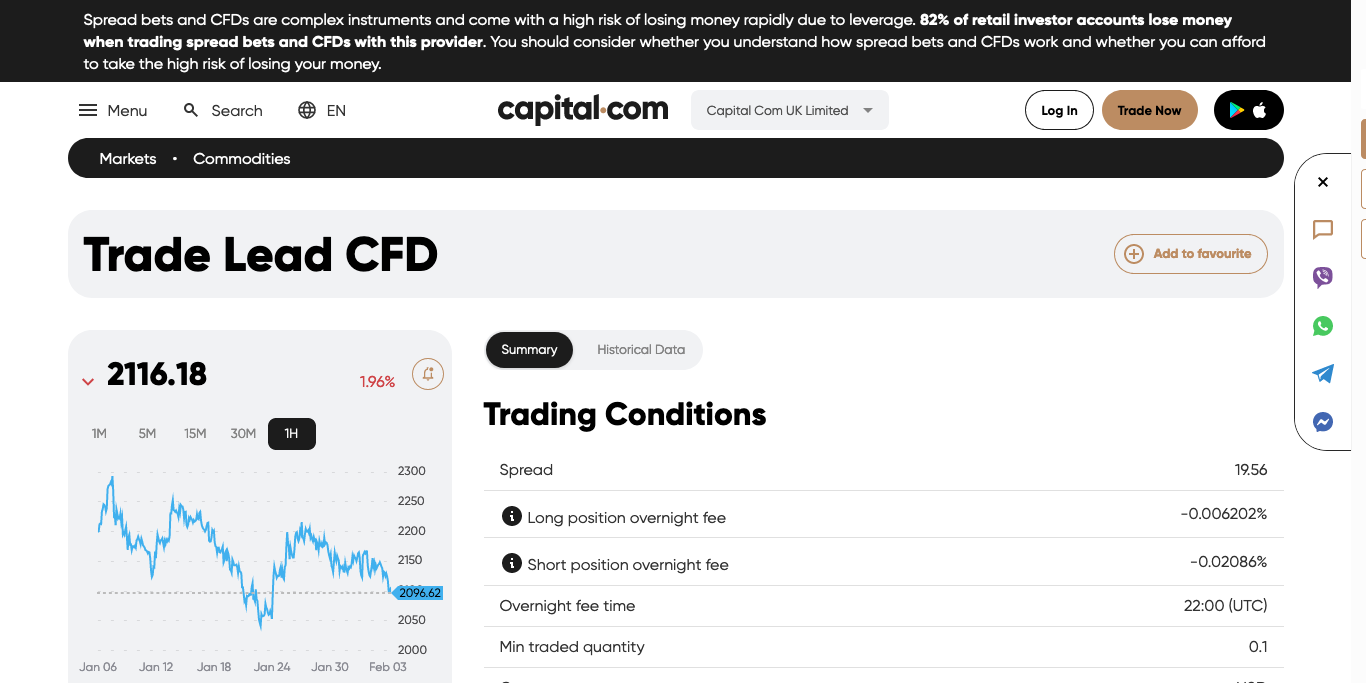 Spread bets and CFDs are complex instruments and come with a high risk of losing money rapidly due to leverage. 82% of retail investor accounts lose money
when trading spread bets and CFDs with this provider. You should consider whether you understand how spread bets and CFDs work and whether you can afford
to take the high risk of losing your money.
Menu
Search
EN
capital.com
Capital Com UK Limited
Log In
Trade Now
Markets • Commodities
Trade Lead CFD
Add to favourite
2116.18
1.96%
1M 5M 15M 30M 1H
2300
2250
2200
2150
2096.62
2050
2000
Jan 06 Jan 12 Jan 18 Jan 24 Jan 30 Feb 03
Summary
Historical Data
Trading Conditions
Spread 19.56
Long position overnight fee -0.006202%
Short position overnight fee -0.02086%
Overnight fee time 22:00 (UTC)
Min traded quantity 0.1